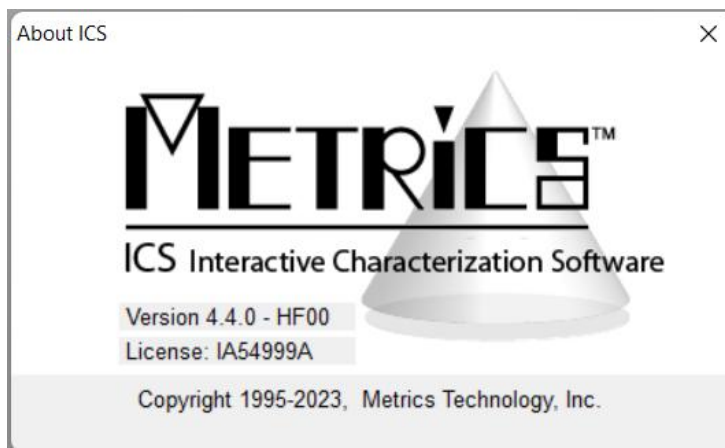 About ICS
METRiCS™
ICS Interactive Characterization Software
Version 4.4.0 - HF00
License: IA54999A
Copyright 1995-2023, Metrics Technology, Inc.